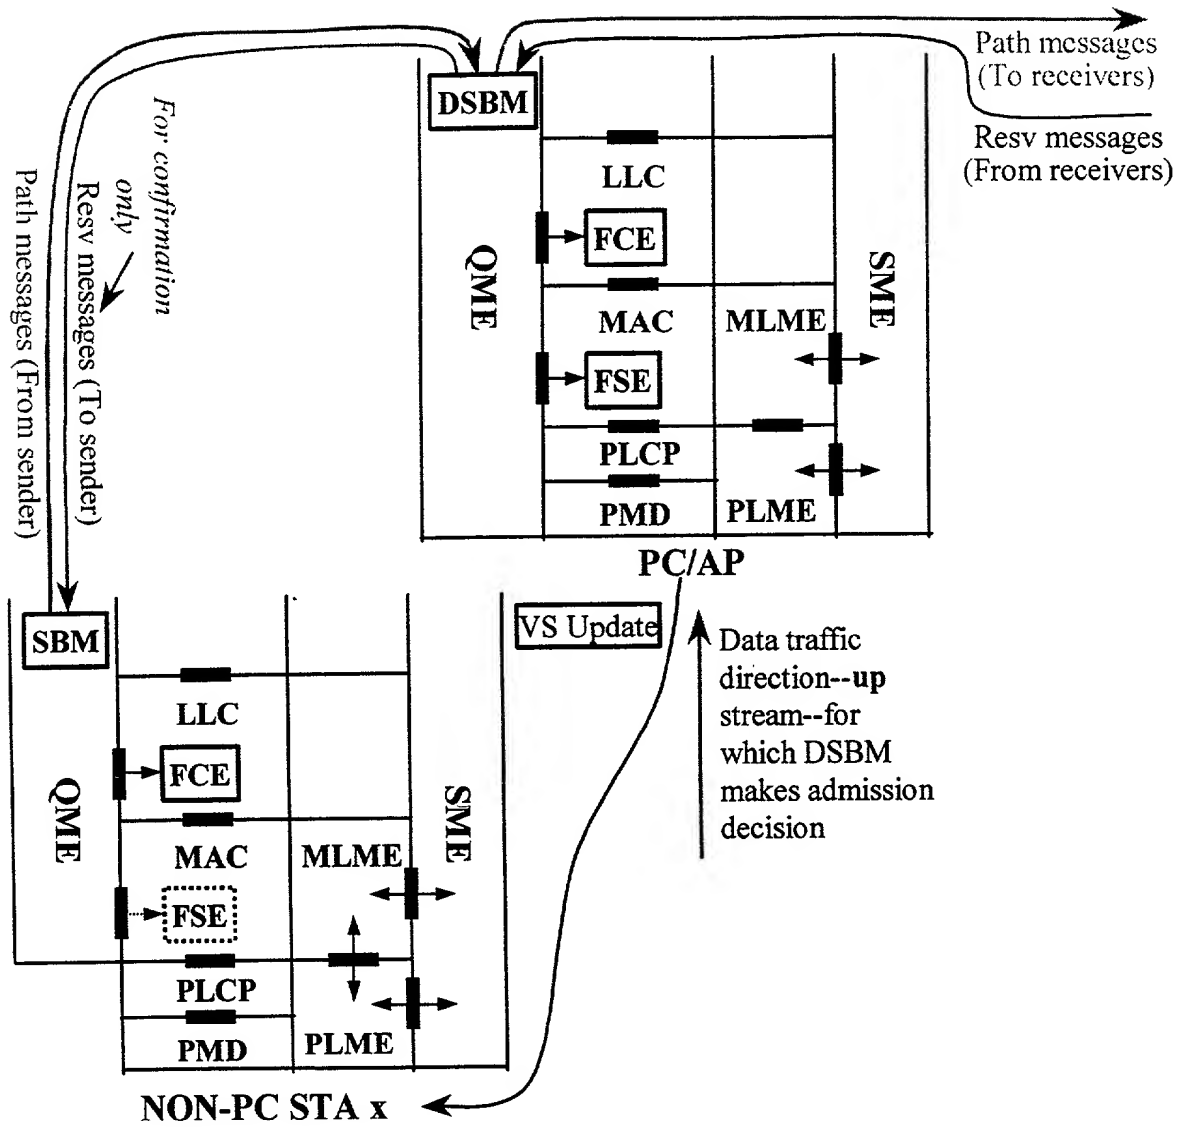 Path messages
(To receivers)
Resv messages
(From receivers)
DSBM
LLC
FCE
QME
SME
MAC
MLME
FSE
PLCP
PMD
PLME
PC/AP
For confirmation
only
Resv messages (To sender)
Path messages (From sender)
SBM
VS Update
Data traffic
direction--up
stream--for
which DSBM
makes admission
decision
LLC
FCE
QME
SME
MAC
MLME
FSE
PLCP
PMD
PLME
NON-PC STA x